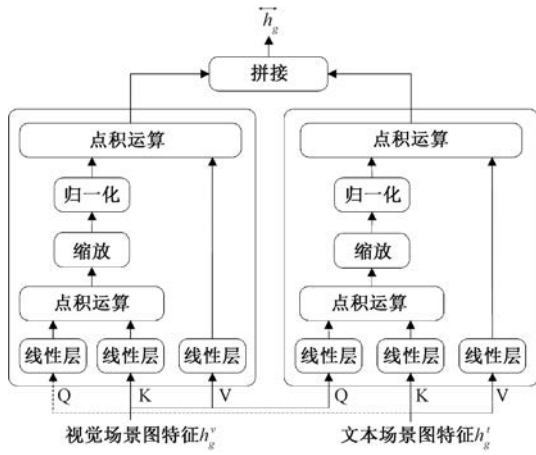 h_g
拼接
点积运算 点积运算
归一化 归一化
缩放 缩放
点积运算 点积运算
线性层 线性层 线性层 线性层 线性层 线性层
Q K V Q K V
视觉场景图特征h_g^v 文本场景图特征h_g^t